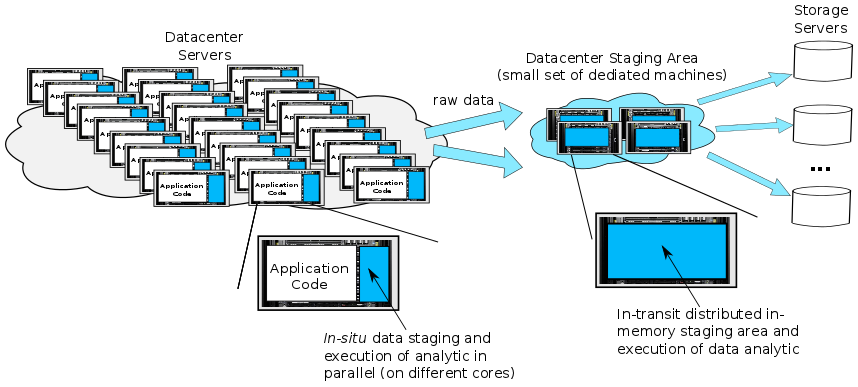 Storage
Servers
Datacenter
Servers
Datacenter Staging Area
(small set of dediated machines)
raw data
Application
Code
Application
Code
Application
Code
Application
Code
In-situ data staging and
execution of analytic in
parallel (on different cores)
...
In-transit distributed in-
memory staging area and
execution of data analytic